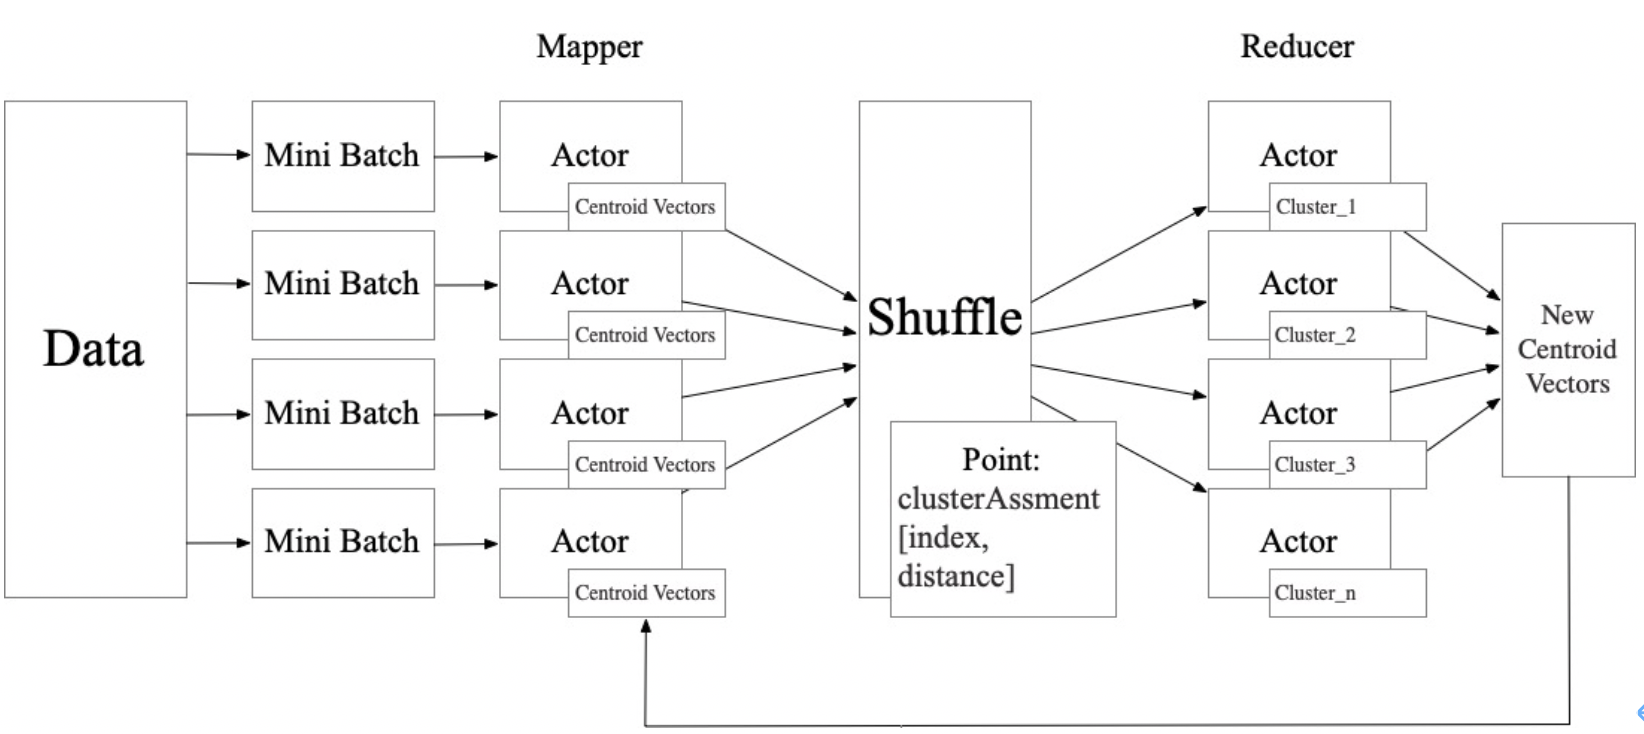 Mapper
Reducer
Data
Mini Batch
Actor
Centroid Vectors
Mini Batch
Actor
Centroid Vectors
Mini Batch
Actor
Centroid Vectors
Mini Batch
Actor
Centroid Vectors
Shuffle
Point:
clusterAssment
[index,
distance]
Actor
Cluster_1
Actor
Cluster_2
Actor
Cluster_3
Actor
Cluster_n
New
Centroid
Vectors